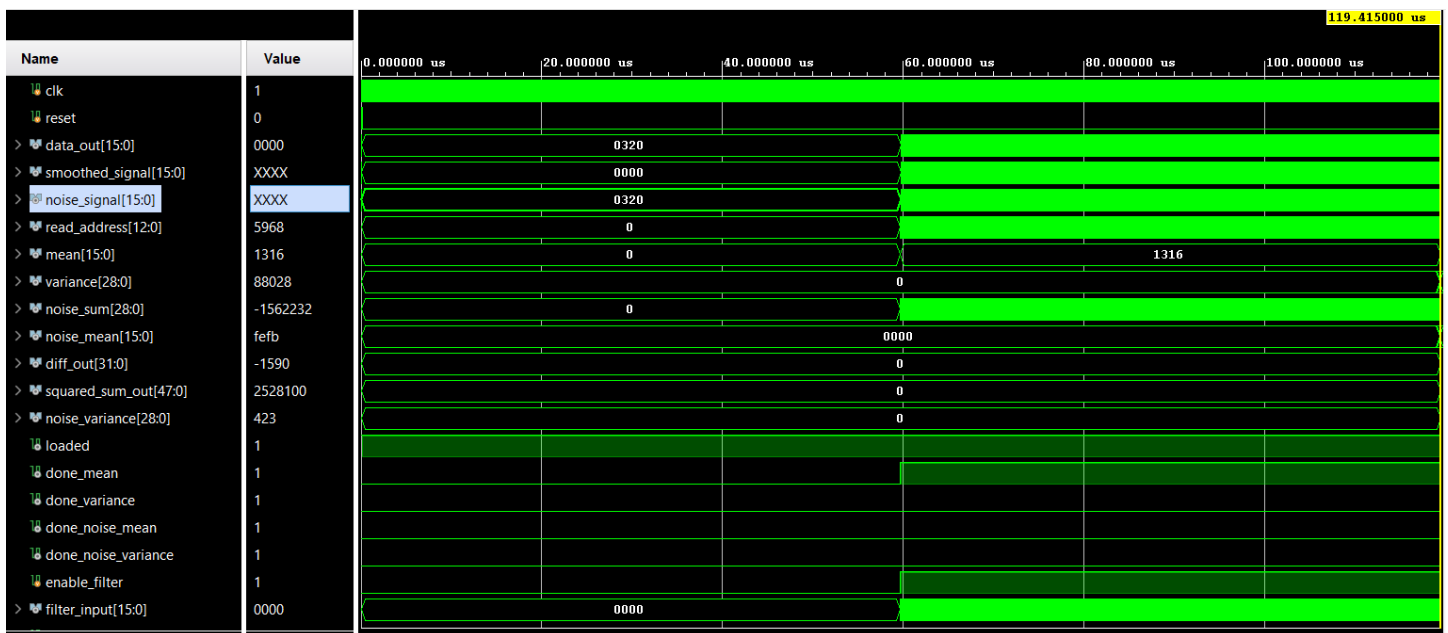 119.415000 us
Name Value
0.000000 us 20.000000 us 40.000000 us 60.000000 us 80.000000 us 100.000000 us
clk 1
reset 0
data_out[15:0] 0000 0320
smoothed_signal[15:0] XXXX 0000
noise_signal[15:0] XXXX 0320
read_address[12:0] 5968 0
mean[15:0] 1316 0 1316
variance[28:0] 88028 0
noise_sum[28:0] -1562232 0
noise_mean[15:0] fefb 0000
diff_out[31:0] -1590 0
squared_sum_out[47:0] 2528100 0
noise_variance[28:0] 423 0
loaded 1
done_mean 1
done_variance 1
done_noise_mean 1
done_noise_variance 1
enable_filter 1
filter_input[15:0] 0000 0000